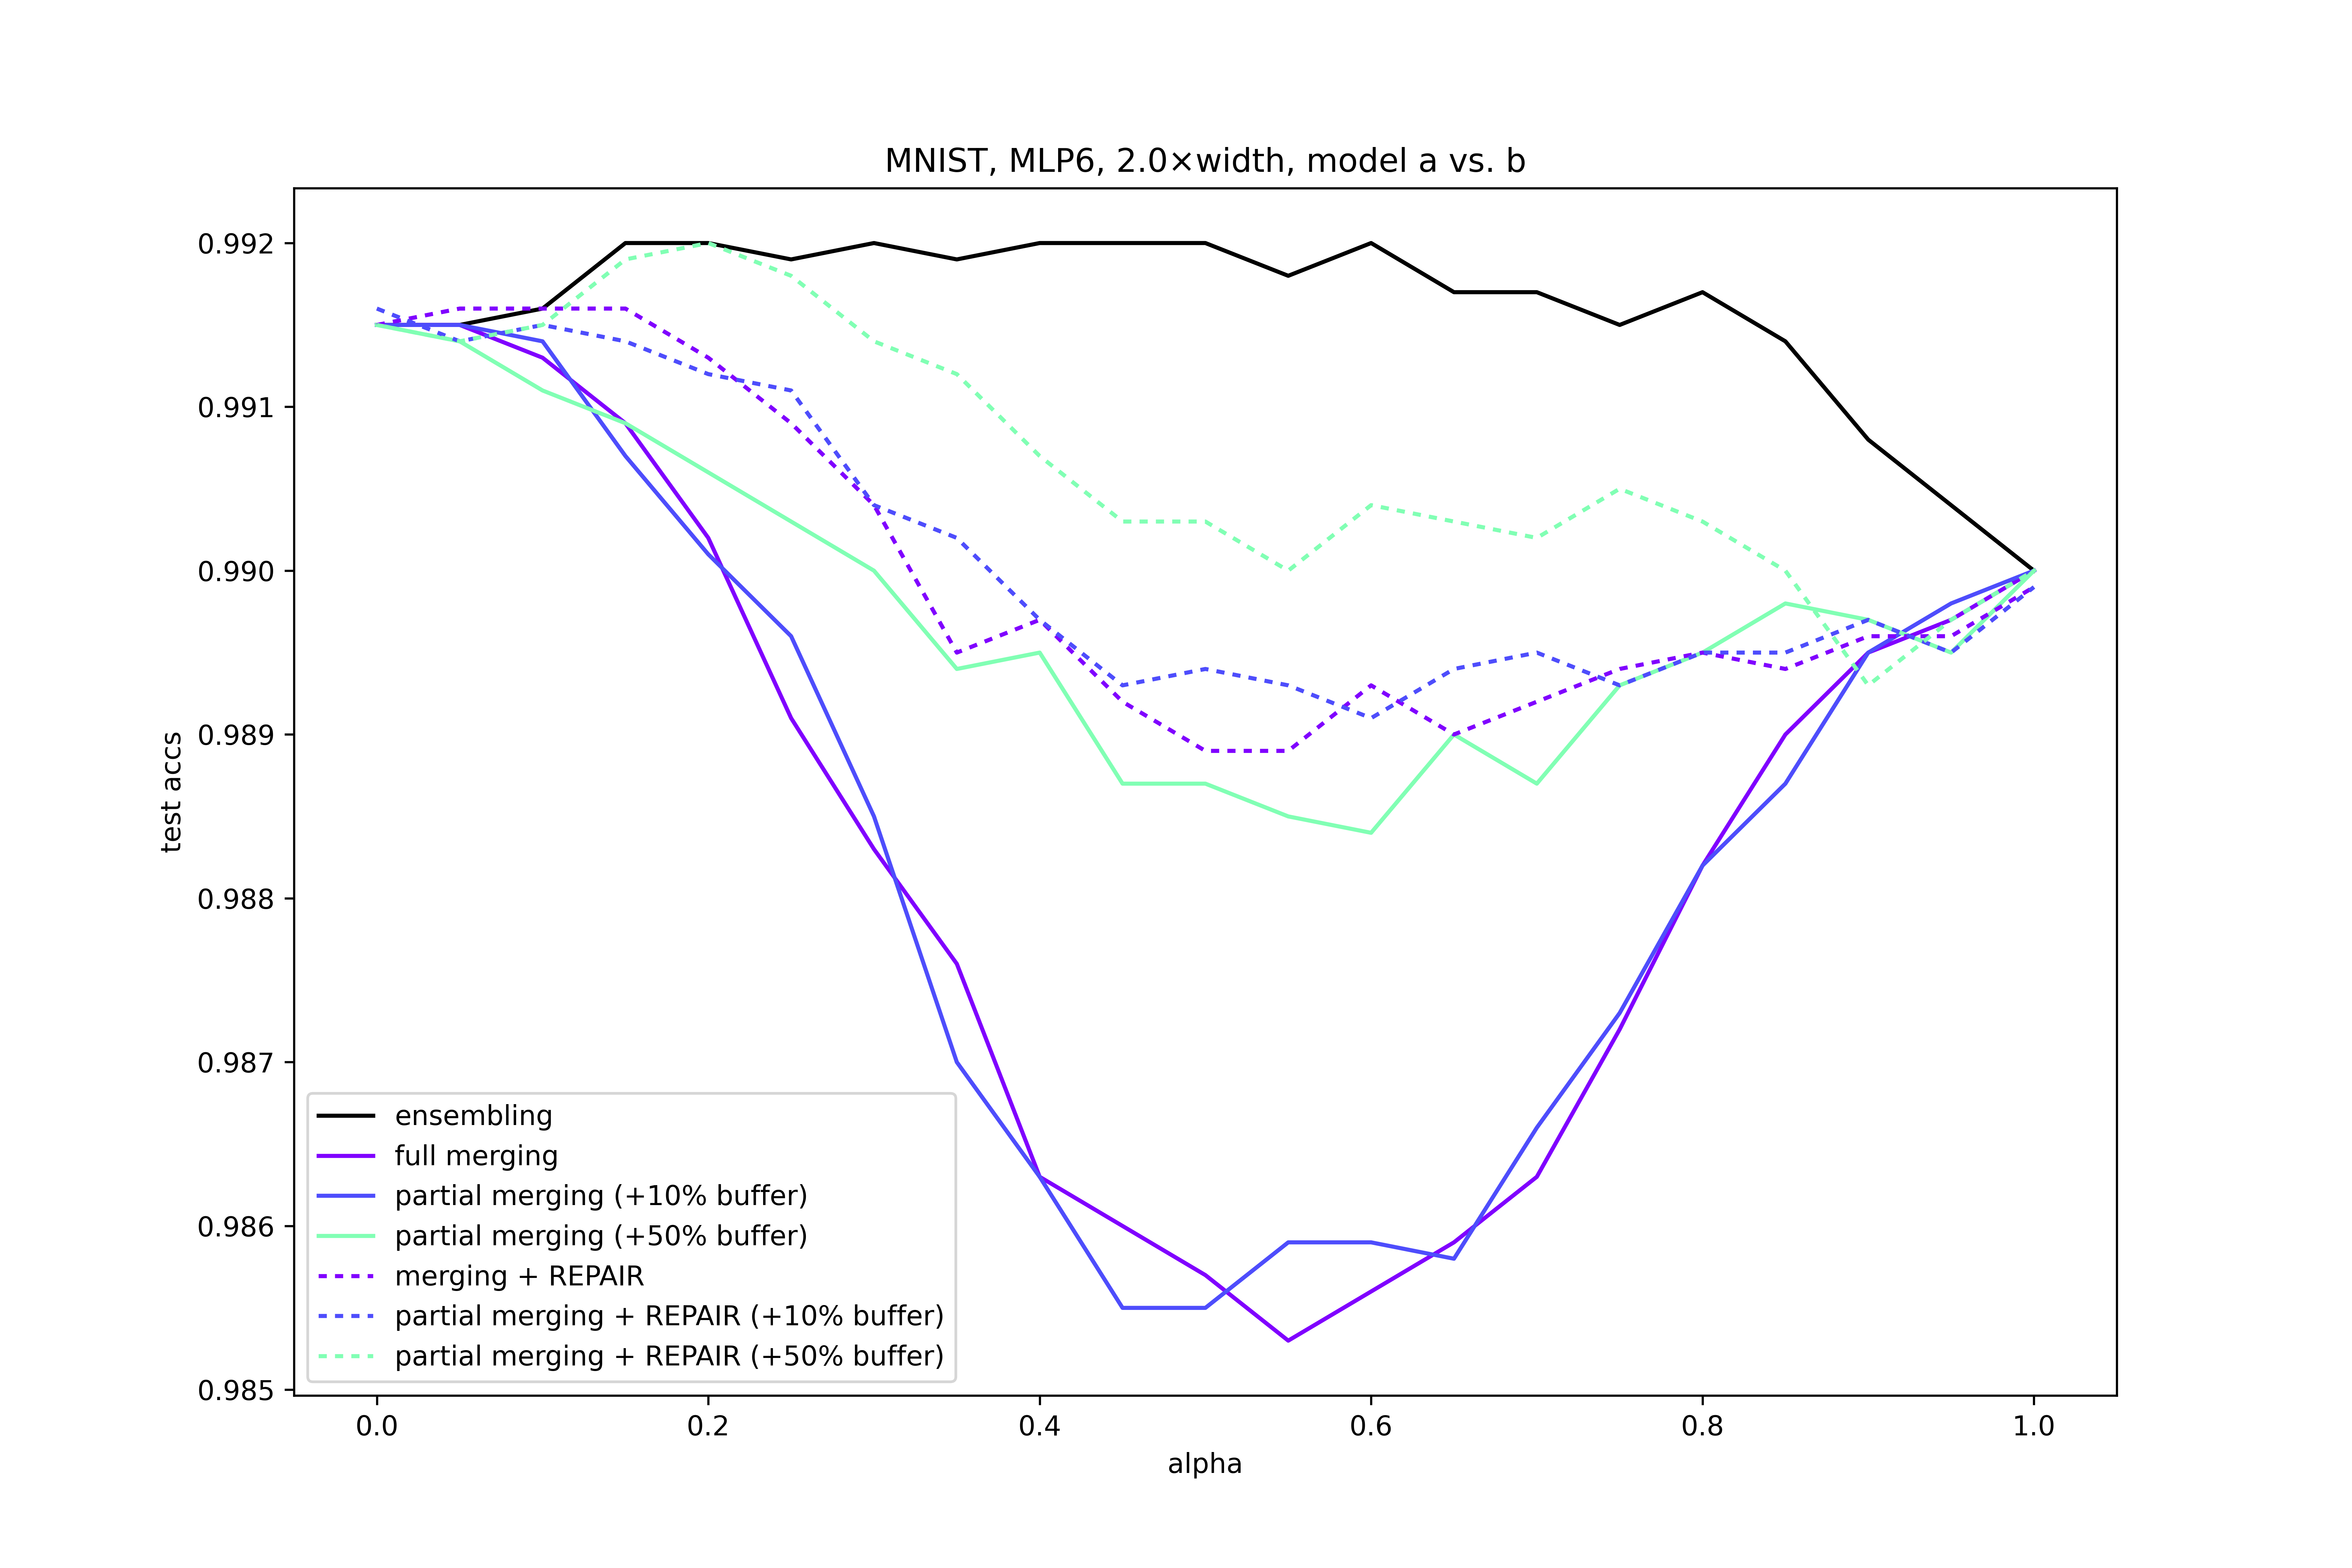 MNIST, MLP6, 2.0×width, model a vs. b
0.992
0.991
0.990
0.989
0.988
0.987
0.986
0.985
test accs
ensembling
full merging
partial merging (+10% buffer)
partial merging (+50% buffer)
merging + REPAIR
partial merging + REPAIR (+10% buffer)
partial merging + REPAIR (+50% buffer)
0.0 0.2 0.4 0.6 0.8 1.0
alpha